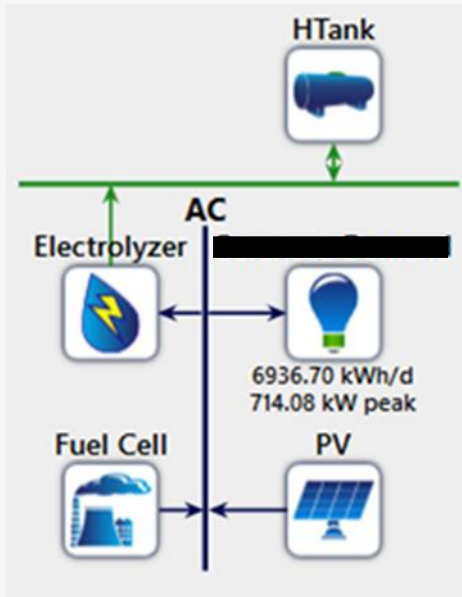 HTank
AC
Electrolyzer
6936.70 kWh/d
714.08 kW peak
Fuel Cell
PV